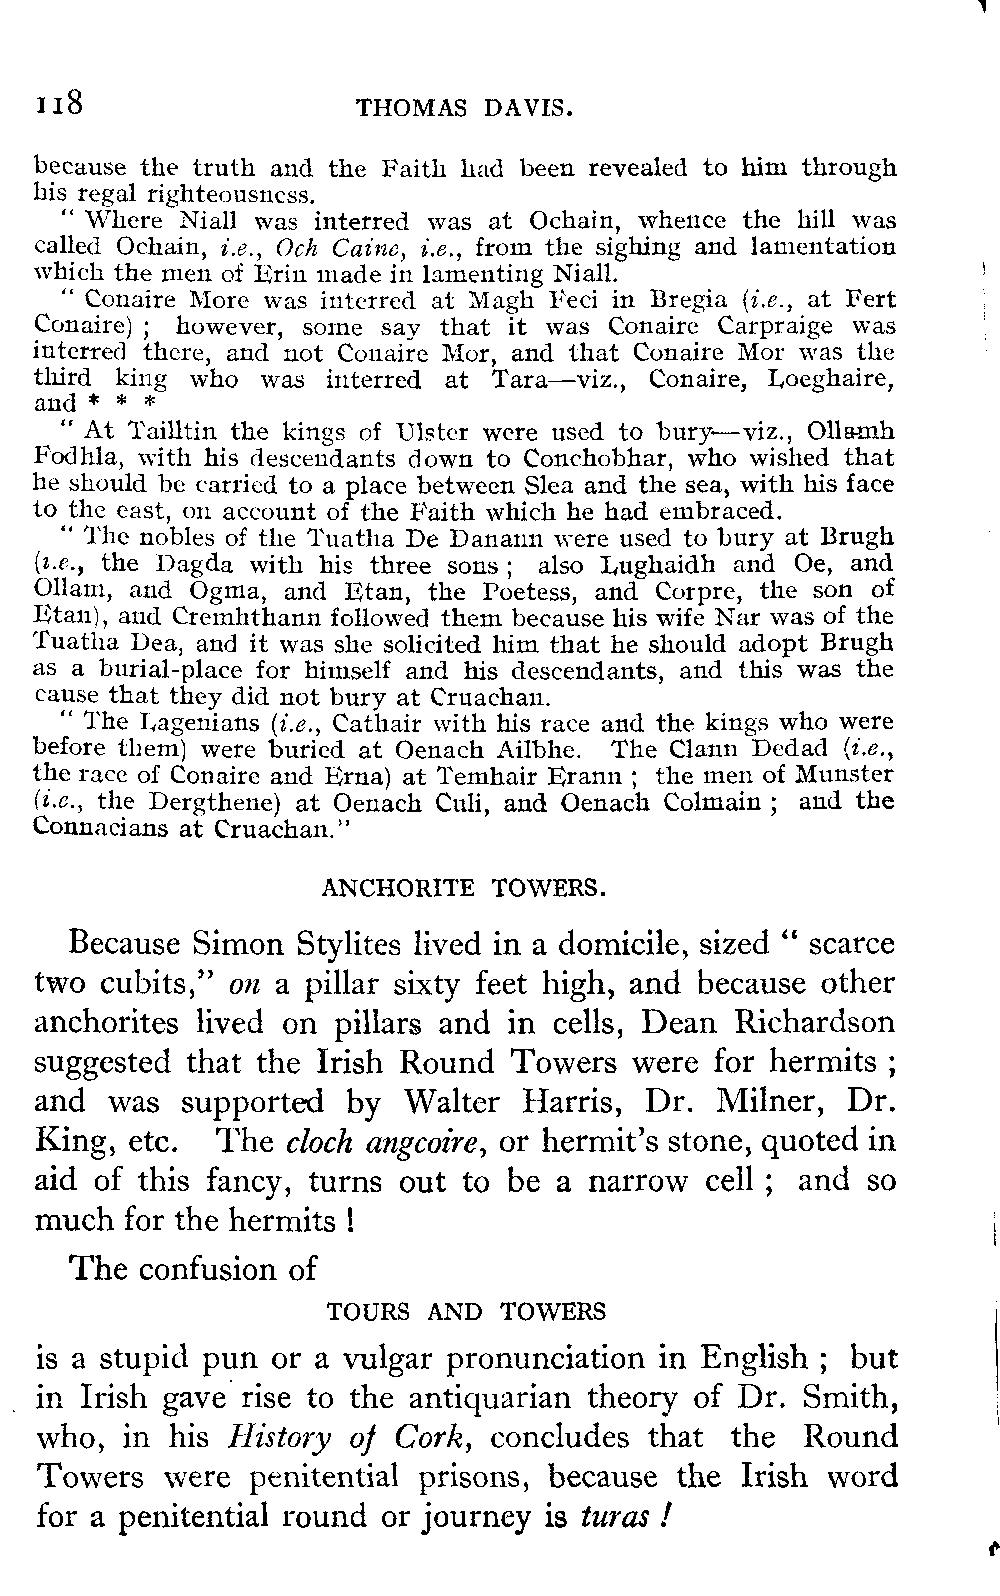 118 THOMAS DAVIS.
because the truth and the Faith had been revealed to him through
his regal righteousness.
“ Where Niall was interred was at Ochain, whence the hill was
called Ochain, i.e., Och Caine, i.e., from the sighing and lamentation
which the men of Erin made in lamenting Niall.
“ Conaire More was interred at Magh Feci in Bregia (i.e., at Fert
Conaire) ; however, some say that it was Conaire Carpraige was
interred there, and not Conaire Mor, and that Conaire Mor was the
third king who was interred at Tara—viz., Conaire, Loeghaire,
and * * *
“ At Tailltin the kings of Ulster were used to bury—viz., Ollamh
Fodhla, with his descendants down to Conchobhar, who wished that
he should be carried to a place between Slea and the sea, with his face
to the east, on account of the Faith which he had embraced.
“ The nobles of the Tuatha De Danann were used to bury at Brugh
(i.e., the Dagda with his three sons ; also Lughaidh and Oe, and
Ollam, and Ogma, and Etan, the Poetess, and Corpre, the son of
Etan), and Cremhthann followed them because his wife Nar was of the
Tuatha Dea, and it was she solicited him that he should adopt Brugh
as a burial-place for himself and his descendants, and this was the
cause that they did not bury at Cruachan.
“ The Lagenians (i.e., Cathair with his race and the kings who were
before them) were buried at Oenach Ailbhe. The Clann Dedad (i.e.,
the race of Conaire and Erna) at Temhair Erann ; the men of Munster
(i.e., the Dergthene) at Oenach Culi, and Oenach Colmain ; and the
Connacians at Cruachan.”
ANCHORITE TOWERS.
Because Simon Stylites lived in a domicile, sized “ scarce
two cubits,” on a pillar sixty feet high, and because other
anchorites lived on pillars and in cells, Dean Richardson
suggested that the Irish Round Towers were for hermits ;
and was supported by Walter Harris, Dr. Milner, Dr.
King, etc. The cloch angcoire, or hermit's stone, quoted in
aid of this fancy, turns out to be a narrow cell ; and so
much for the hermits !
The confusion of
TOURS AND TOWERS
is a stupid pun or a vulgar pronunciation in English ; but
in Irish gave rise to the antiquarian theory of Dr. Smith,
who, in his History of Cork, concludes that the Round
Towers were penitential prisons, because the Irish word
for a penitential round or journey is turas !